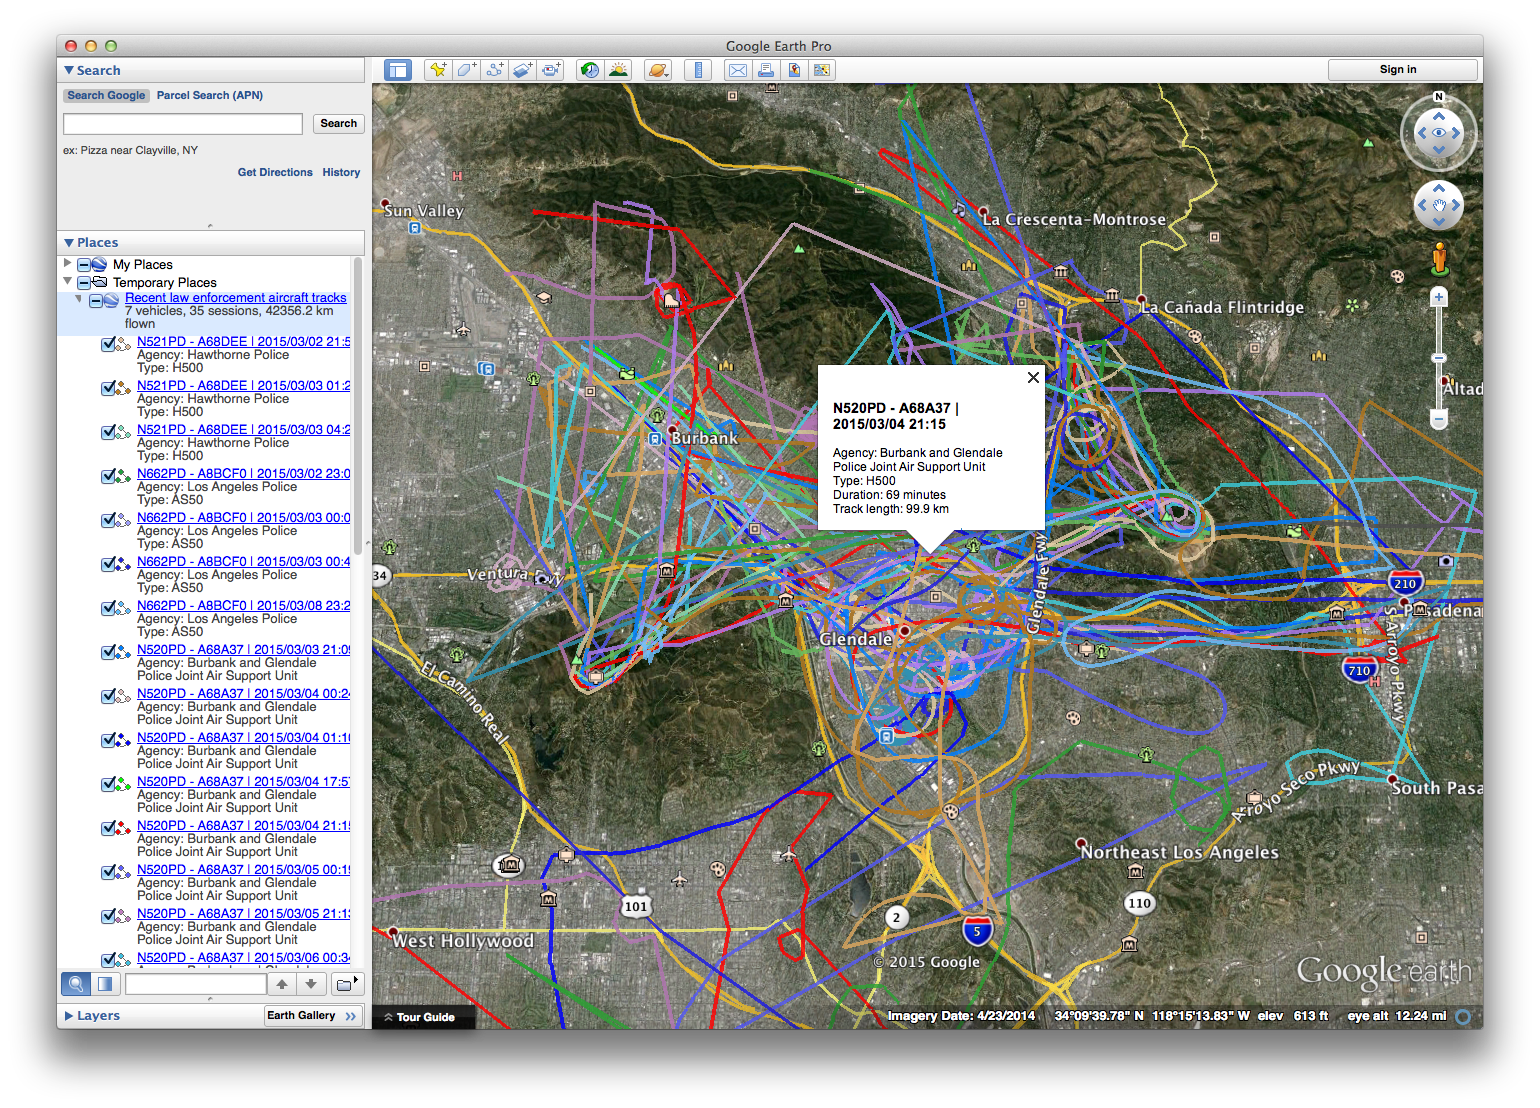 Google Earth Pro
Search
Search Google Parcel Search (APN)
Search
ex: Pizza near Clayville, NY
Get Directions History
Places
My Places
Temporary Places
Recent law enforcement aircraft tracks
7 vehicles, 35 sessions, 42356.2 km
flown
N521PD - A68DEE | 2015/03/02 21:5
Agency: Hawthorne Police
Type: H500
N521PD - A68DEE | 2015/03/03 01:2
Agency: Hawthorne Police
Type: H500
N521PD - A68DEE | 2015/03/03 04:2
Agency: Hawthorne Police
Type: H500
N662PD - A8BCF0 | 2015/03/02 23:0
Agency: Los Angeles Police
Type: AS50
N662PD - A8BCF0 | 2015/03/03 00:0
Agency: Los Angeles Police
Type: AS50
N662PD - A8BCF0 | 2015/03/03 00:4
Agency: Los Angeles Police
Type: AS50
N662PD - A8BCF0 | 2015/03/08 23:2
Agency: Los Angeles Police
Type: AS50
N520PD - A68A37 | 2015/03/03 21:09
Agency: Burbank and Glendale
Police Joint Air Support Unit
N520PD - A68A37 | 2015/03/04 00:24
Agency: Burbank and Glendale
Police Joint Air Support Unit
N520PD - A68A37 | 2015/03/04 01:10
Agency: Burbank and Glendale
Police Joint Air Support Unit
N520PD - A68A37 | 2015/03/04 17:57
Agency: Burbank and Glendale
Police Joint Air Support Unit
N520PD - A68A37 | 2015/03/04 21:15
Agency: Burbank and Glendale
Police Joint Air Support Unit
N520PD - A68A37 | 2015/03/05 00:19
Agency: Burbank and Glendale
Police Joint Air Support Unit
N520PD - A68A37 | 2015/03/05 21:13
Agency: Burbank and Glendale
Police Joint Air Support Unit
N520PD - A68A37 | 2015/03/06 00:34
Layers
Earth Gallery
Sign in
N
Sun Valley
La Crescenta-Montrose
La Cañada Flintridge
Altad
Burbank
N520PD - A68A37 |
2015/03/04 21:15
Agency: Burbank and Glendale
Police Joint Air Support Unit
Type: H500
Duration: 69 minutes
Track length: 99.9 km
34
Ventura Fwy
Glendale Fwy
Glendale
210
Pasadena
710
S Arroyo Pkwy
El Camino Real
Arroyo Seco Pkwy
South Pasa
Northeast Los Angeles
101
110
2
5
West Hollywood
© 2015 Google
Google earth
Tour Guide
Imagery Date: 4/23/2014 34°09'39.78" N 118°15'13.83" W elev 613 ft eye alt 12.24 mi